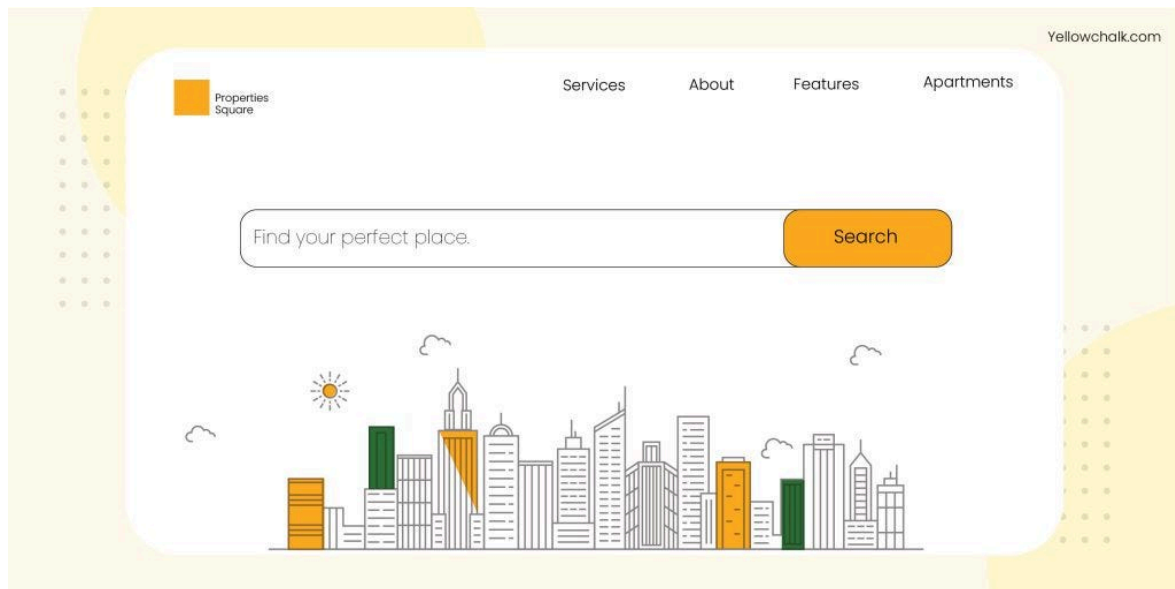 Yellowchalk.com
Properties
Square
Services
About
Features
Apartments
Find your perfect place.
Search